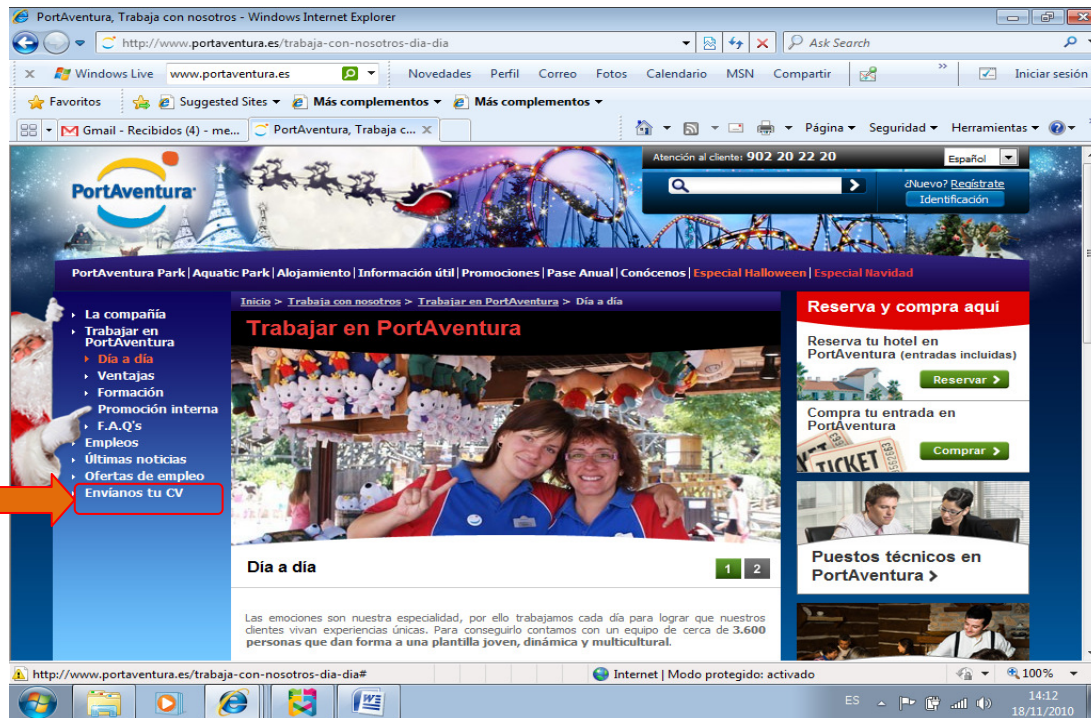 PortAventura, Trabaja con nosotros - Windows Internet Explorer
http://www.portaventura.es/trabaja-con-nosotros-dia-dia
Ask Search
Windows Live www.portaventura.es Novedades Perfil Correo Fotos Calendario MSN Compartir » Iniciar sesión
Favoritos Suggested Sites Más complementos Más complementos
Gmail - Recibidos (4) - me... PortAventura, Trabaja c... Página Seguridad Herramientas
Atención al cliente: 902 20 22 20 Español
PortAventura
¿Nuevo? Regístrate
Identificación
PortAventura Park | Aquatic Park | Alojamiento | Información útil | Promociones | Pase Anual | Conócenos | Especial Halloween | Especial Navidad
Inicio > Trabaja con nosotros > Trabajar en PortAventura > Día a día
La compañía
Trabajar en
PortAventura
Día a día
Ventajas
Formación
Promoción interna
F.A.Q's
Empleos
Últimas noticias
Ofertas de empleo
Envíanos tu CV
Trabajar en PortAventura
Día a día
1 2
Las emociones son nuestra especialidad, por ello trabajamos cada día para lograr que nuestros
clientes vivan experiencias únicas. Para conseguirlo contamos con un equipo de cerca de 3.600
personas que dan forma a una plantilla joven, dinámica y multicultural.
Reserva y compra aquí
Reserva tu hotel en
PortAventura (entradas incluidas)
Reservar >
Compra tu entrada en
PortAventura
TICKET
Comprar >
Puestos técnicos en
PortAventura >
http://www.portaventura.es/trabaja-con-nosotros-dia-dia# Internet | Modo protegido: activado 100%
ES 14:12
18/11/2010